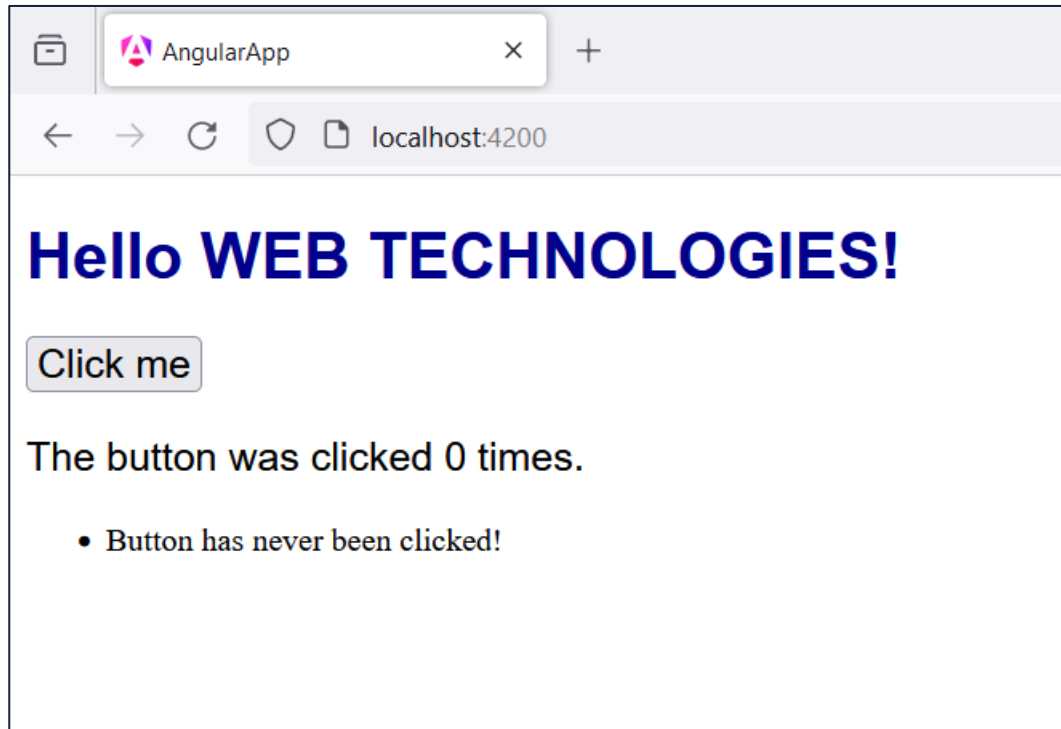 AngularApp
localhost:4200
Hello WEB TECHNOLOGIES!
Click me
The button was clicked 0 times.
• Button has never been clicked!